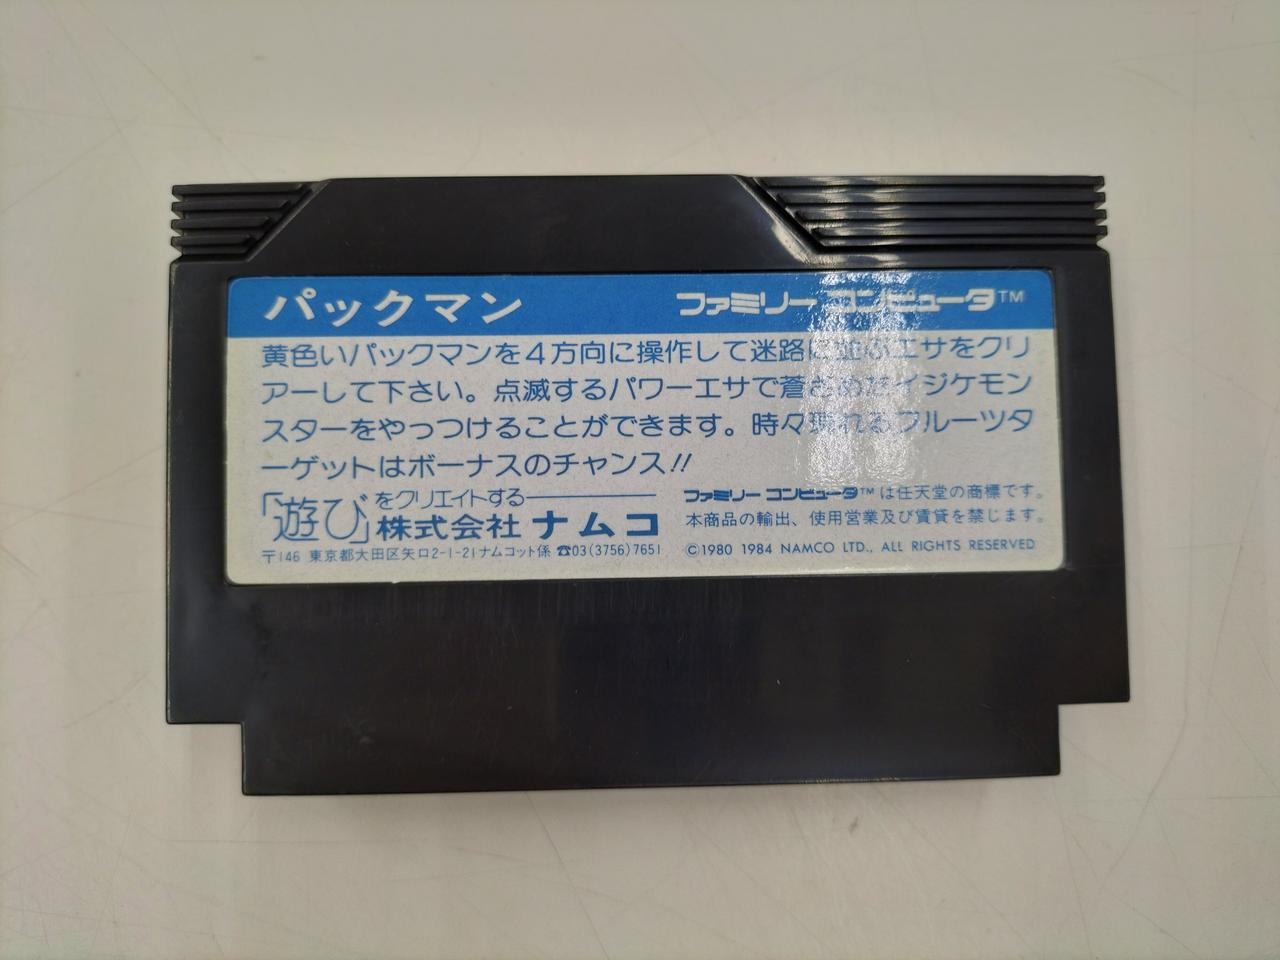 パックマン
ファミリー コンピュータ™
黄色いパックマンを4方向に操作して迷路に並ぶエサをクリ
アーして下さい。点滅するパワーエサで蒼ざめたイジケモン
スターをやっつけることができます。時々現れるフルーツタ
ーゲットはボーナスのチャンス!!
「遊び」をクリエイトする
株式会社 ナムコ
〒146 東京都大田区矢口2-1-21ナムコット係 ☎03(3756)7651
ファミリー コンピュータ™は任天堂の商標です。
本商品の輸出、使用営業及び賃貸を禁じます。
©1980 1984 NAMCO LTD., ALL RIGHTS RESERVED